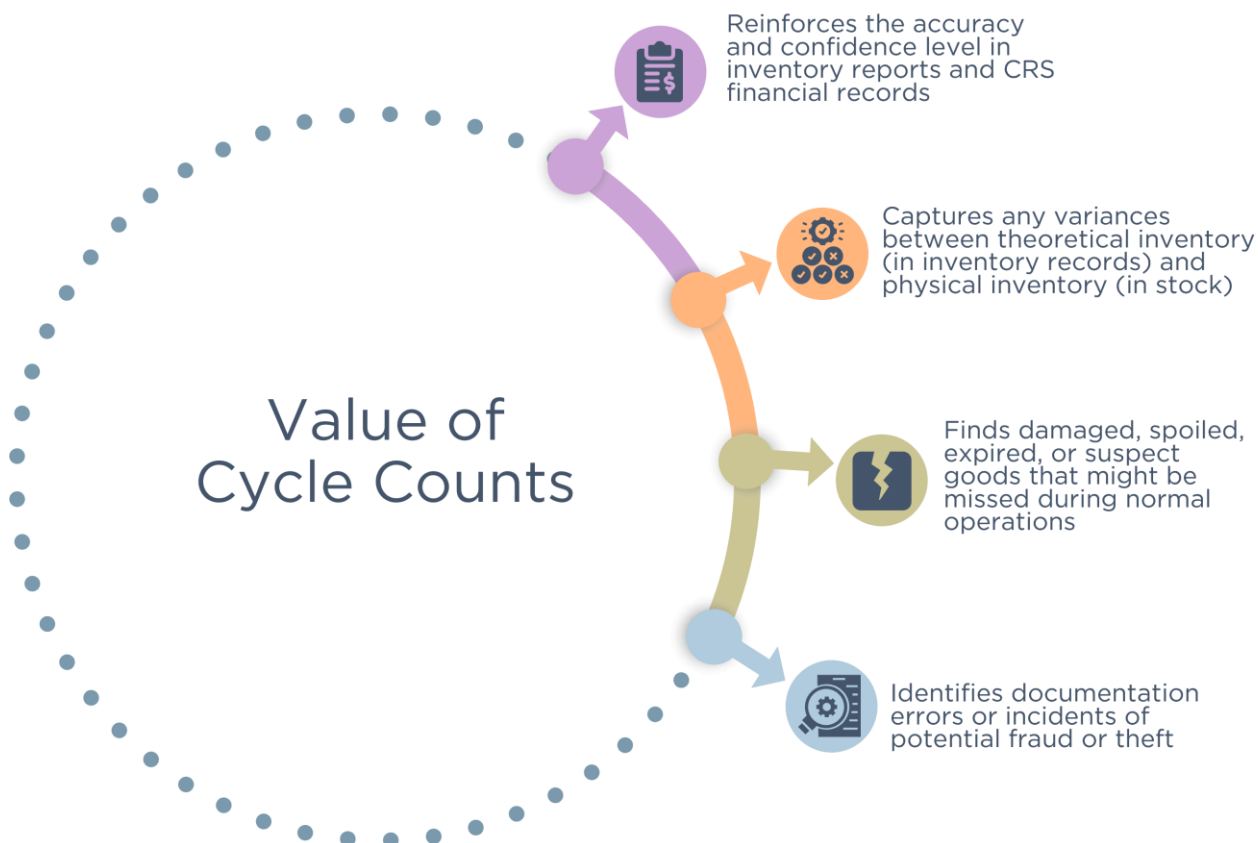 Reinforces the accuracy
and confidence level in
inventory reports and CRS
financial records
Captures any variances
between theoretical inventory
(in inventory records) and
physical inventory (in stock)
Value of
Cycle Counts
Finds damaged, spoiled,
expired, or suspect
goods that might be
missed during normal
operations
Identifies documentation
errors or incidents of
potential fraud or theft